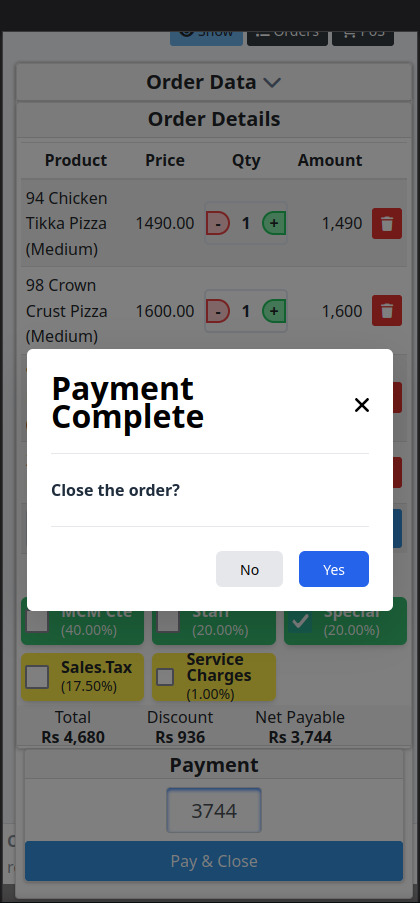 Show Orders POS
Order Data
Order Details
Product Price Qty Amount
94 Chicken
Tikka Pizza
(Medium)
1490.00 - 1 + 1,490
98 Crown
Crust Pizza
(Medium)
1600.00 - 1 + 1,600
Payment
Complete
Close the order?
No Yes
MCM Cte
(40.00%)
Staff
(20.00%)
Special
(20.00%)
Sales.Tax
(17.50%)
Service
Charges
(1.00%)
Total Discount Net Payable
Rs 4,680 Rs 936 Rs 3,744
Payment
3744
Pay & Close